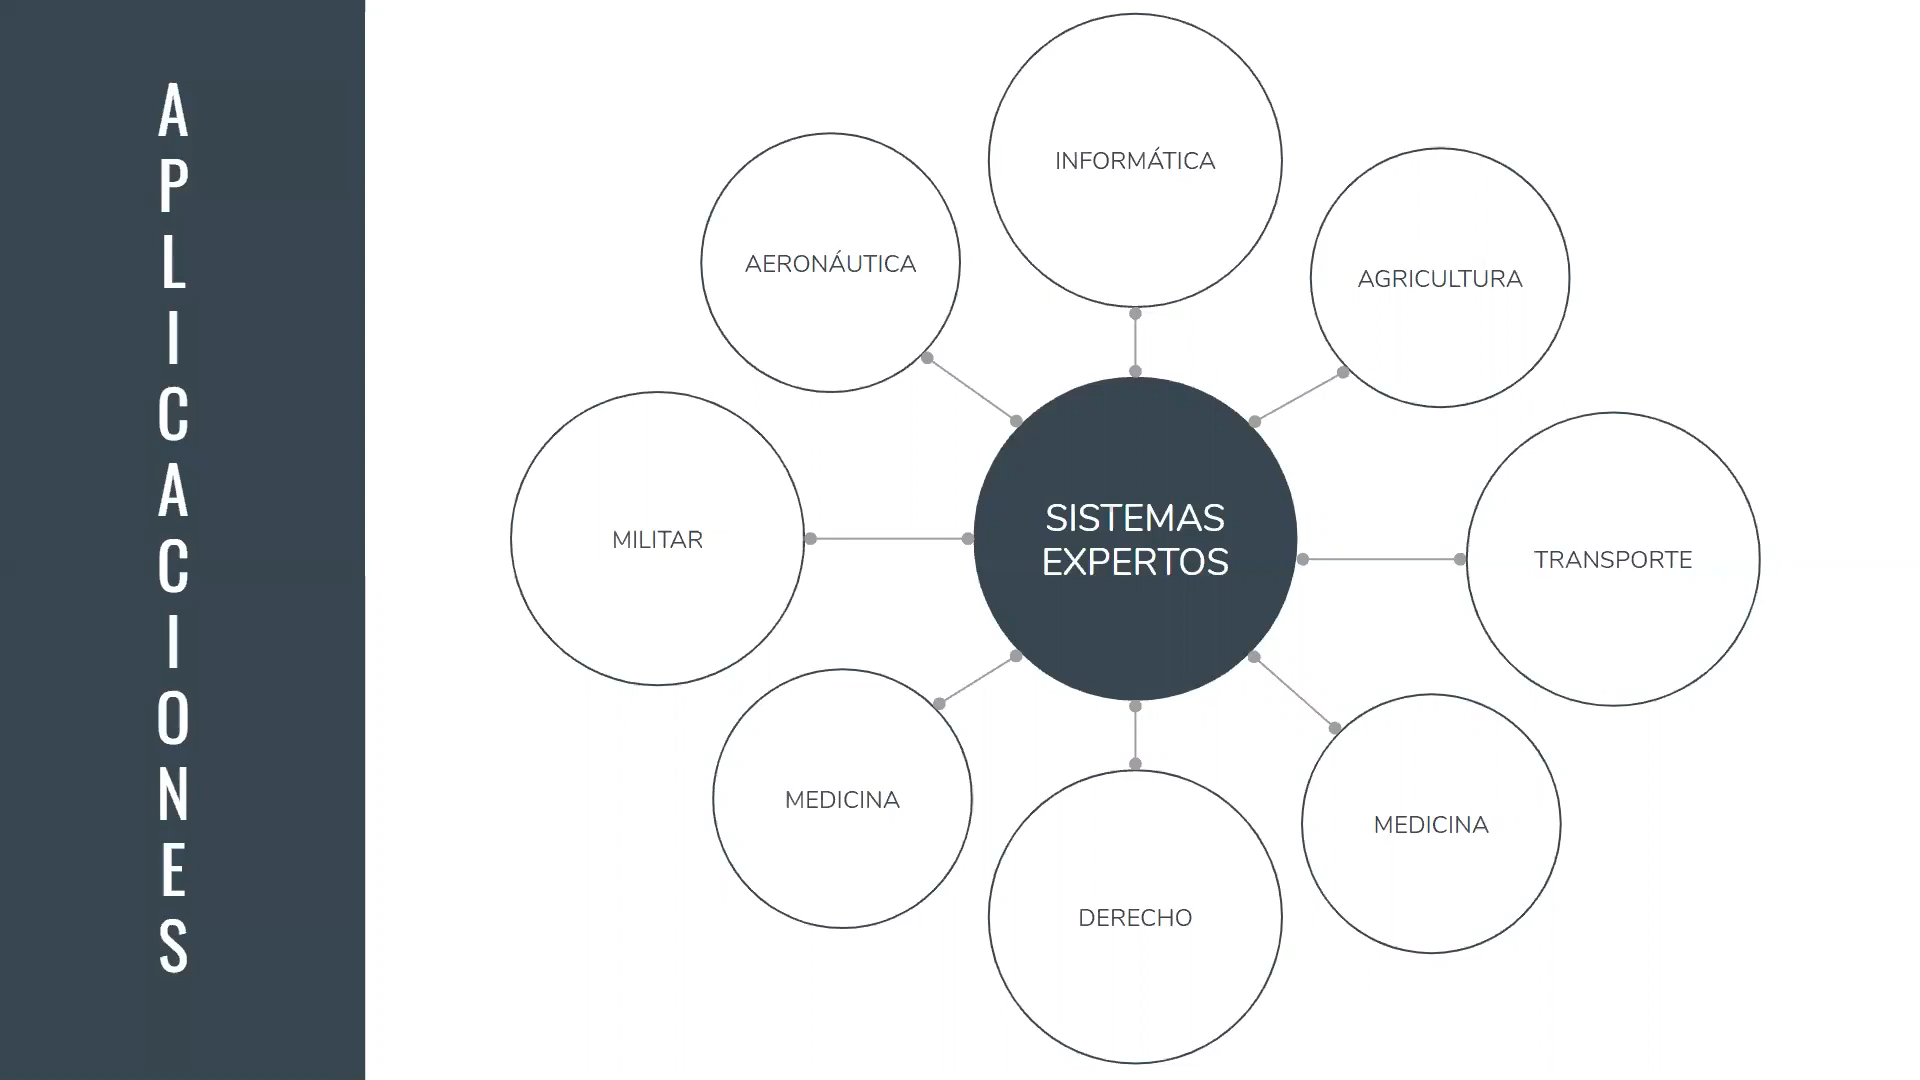 APLICACIONES
INFORMÁTICA
AERONÁUTICA
AGRICULTURA
SISTEMAS
EXPERTOS
MILITAR
TRANSPORTE
MEDICINA
MEDICINA
DERECHO